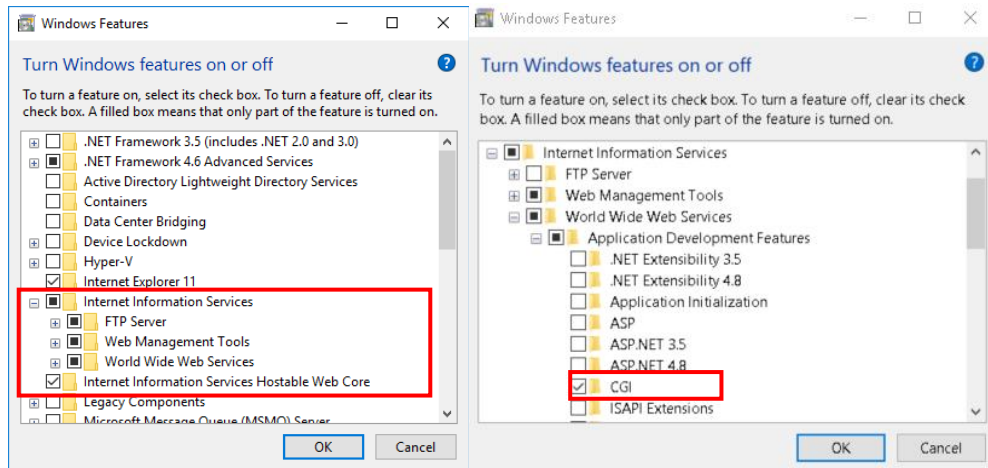 Windows Features
Turn Windows features on or off
To turn a feature on, select its check box. To turn a feature off, clear its
check box. A filled box means that only part of the feature is turned on.
.NET Framework 3.5 (includes .NET 2.0 and 3.0)
.NET Framework 4.6 Advanced Services
Active Directory Lightweight Directory Services
Containers
Data Center Bridging
Device Lockdown
Hyper-V
Internet Explorer 11
Internet Information Services
FTP Server
Web Management Tools
World Wide Web Services
Internet Information Services Hostable Web Core
Legacy Components
Microsoft Message Queue (MSMQ) Server
OK
Cancel
Windows Features
Turn Windows features on or off
To turn a feature on, select its check box. To turn a feature off, clear its check
box. A filled box means that only part of the feature is turned on.
Internet Information Services
FTP Server
Web Management Tools
World Wide Web Services
Application Development Features
.NET Extensibility 3.5
.NET Extensibility 4.8
Application Initialization
ASP
ASP.NET 3.5
ASP.NET 4.8
CGI
ISAPI Extensions
OK
Cancel